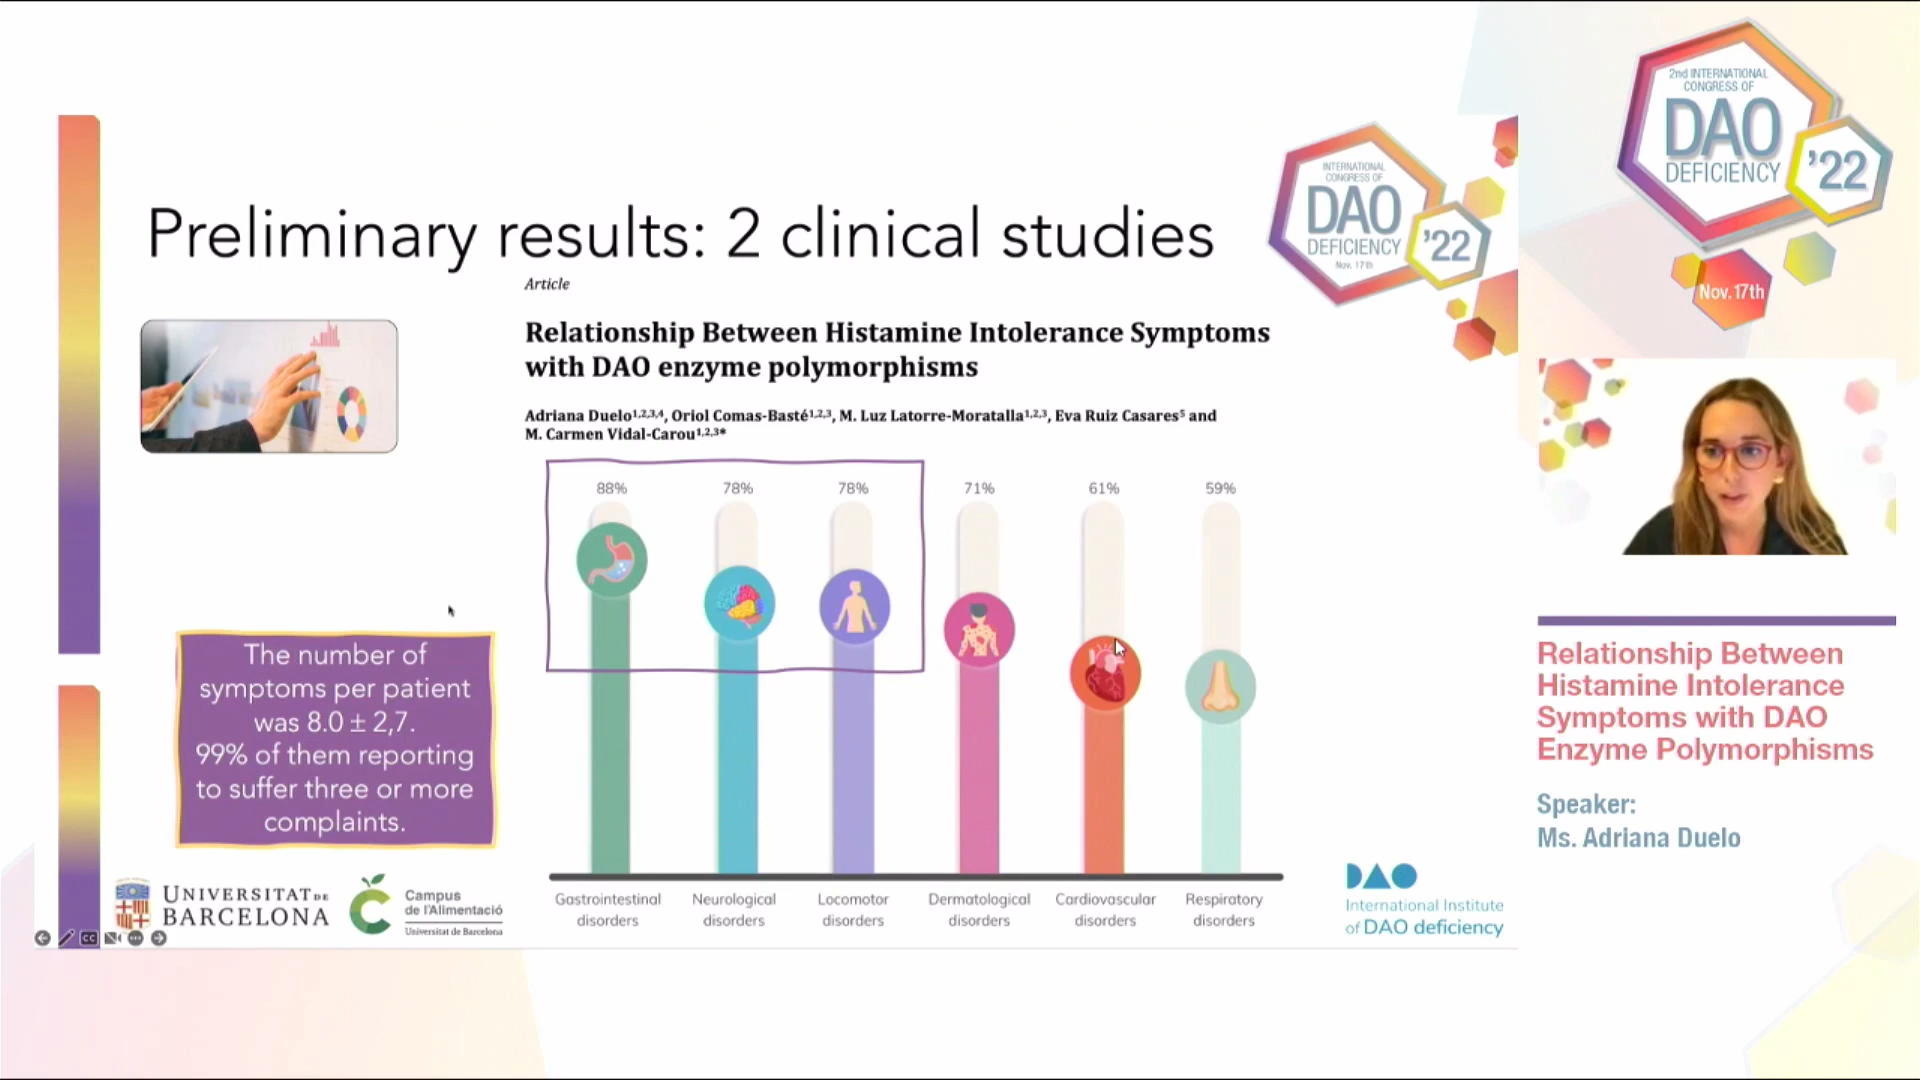 Preliminary results: 2 clinical studies
Article
Relationship Between Histamine Intolerance Symptoms
with DAO enzyme polymorphisms
Adriana Duelo1,2,3,4, Oriol Comas-Basté1,2,3, M. Luz Latorre-Moratalla1,2,3, Eva Ruiz Casares5 and
M. Carmen Vidal-Carou1,2,3*
88% 78% 78% 71% 61% 59%
The number of
symptoms per patient
was 8.0 ± 2,7.
99% of them reporting
to suffer three or more
complaints.
Gastrointestinal
disorders
Neurological
disorders
Locomotor
disorders
Dermatological
disorders
Cardiovascular
disorders
Respiratory
disorders
UNIVERSITAT DE
BARCELONA
Campus
de l'Alimentació
Universitat de Barcelona
CC
DAO
International Institute
of DAO deficiency
INTERNATIONAL
CONGRESS OF
DAO
DEFICIENCY
'22
Nov. 17th
2nd INTERNATIONAL
CONGRESS OF
DAO
DEFICIENCY
'22
Nov. 17th
Relationship Between
Histamine Intolerance
Symptoms with DAO
Enzyme Polymorphisms
Speaker:
Ms. Adriana Duelo